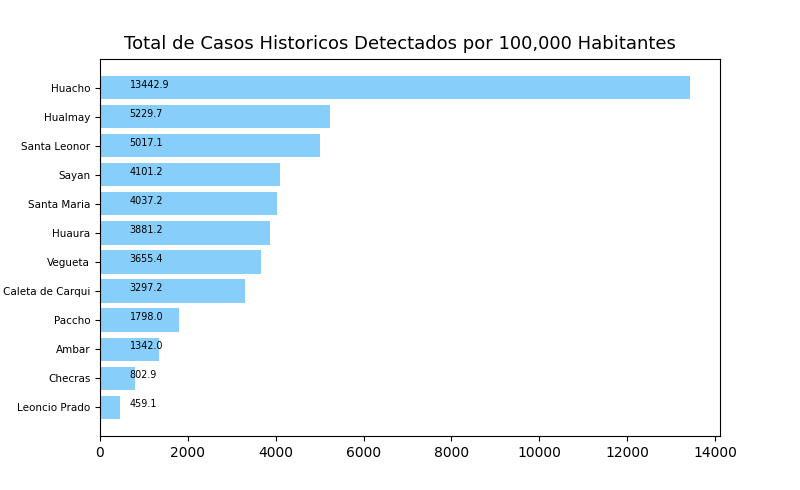 Total de Casos Historicos Detectados por 100,000 Habitantes
Huacho 13442.9
Hualmay 5229.7
Santa Leonor 5017.1
Sayan 4101.2
Santa Maria 4037.2
Huaura 3881.2
Vegueta 3655.4
Caleta de Carqui 3297.2
Paccho 1798.0
Ambar 1342.0
Checras 802.9
Leoncio Prado 459.1
0 2000 4000 6000 8000 10000 12000 14000